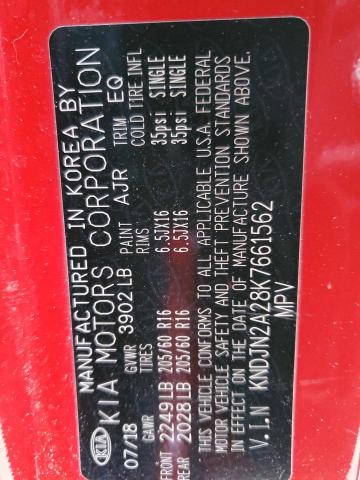 MANUFACTURED IN KOREA BY
KIA KIA MOTORS CORPORATION
07/18 GVWR 3902 LB PAINT AJR TRIM EQ
GAWR TIRES RIMS COLD TIRE INFL
FRONT 2249LB 205/60 R16 6.5JX16 35psi SINGLE
REAR 2028LB 205/60 R16 6.5JX16 35psi SINGLE
THIS VEHICLE CONFORMS TO ALL APPLICABLE U.S.A. FEDERAL
MOTOR VEHICLE SAFETY AND THEFT PREVENTION STANDARDS
IN EFFECT ON THE DATE OF MANUFACTURE SHOWN ABOVE.
V.I.N KNDJN2A28K7661562
MPV